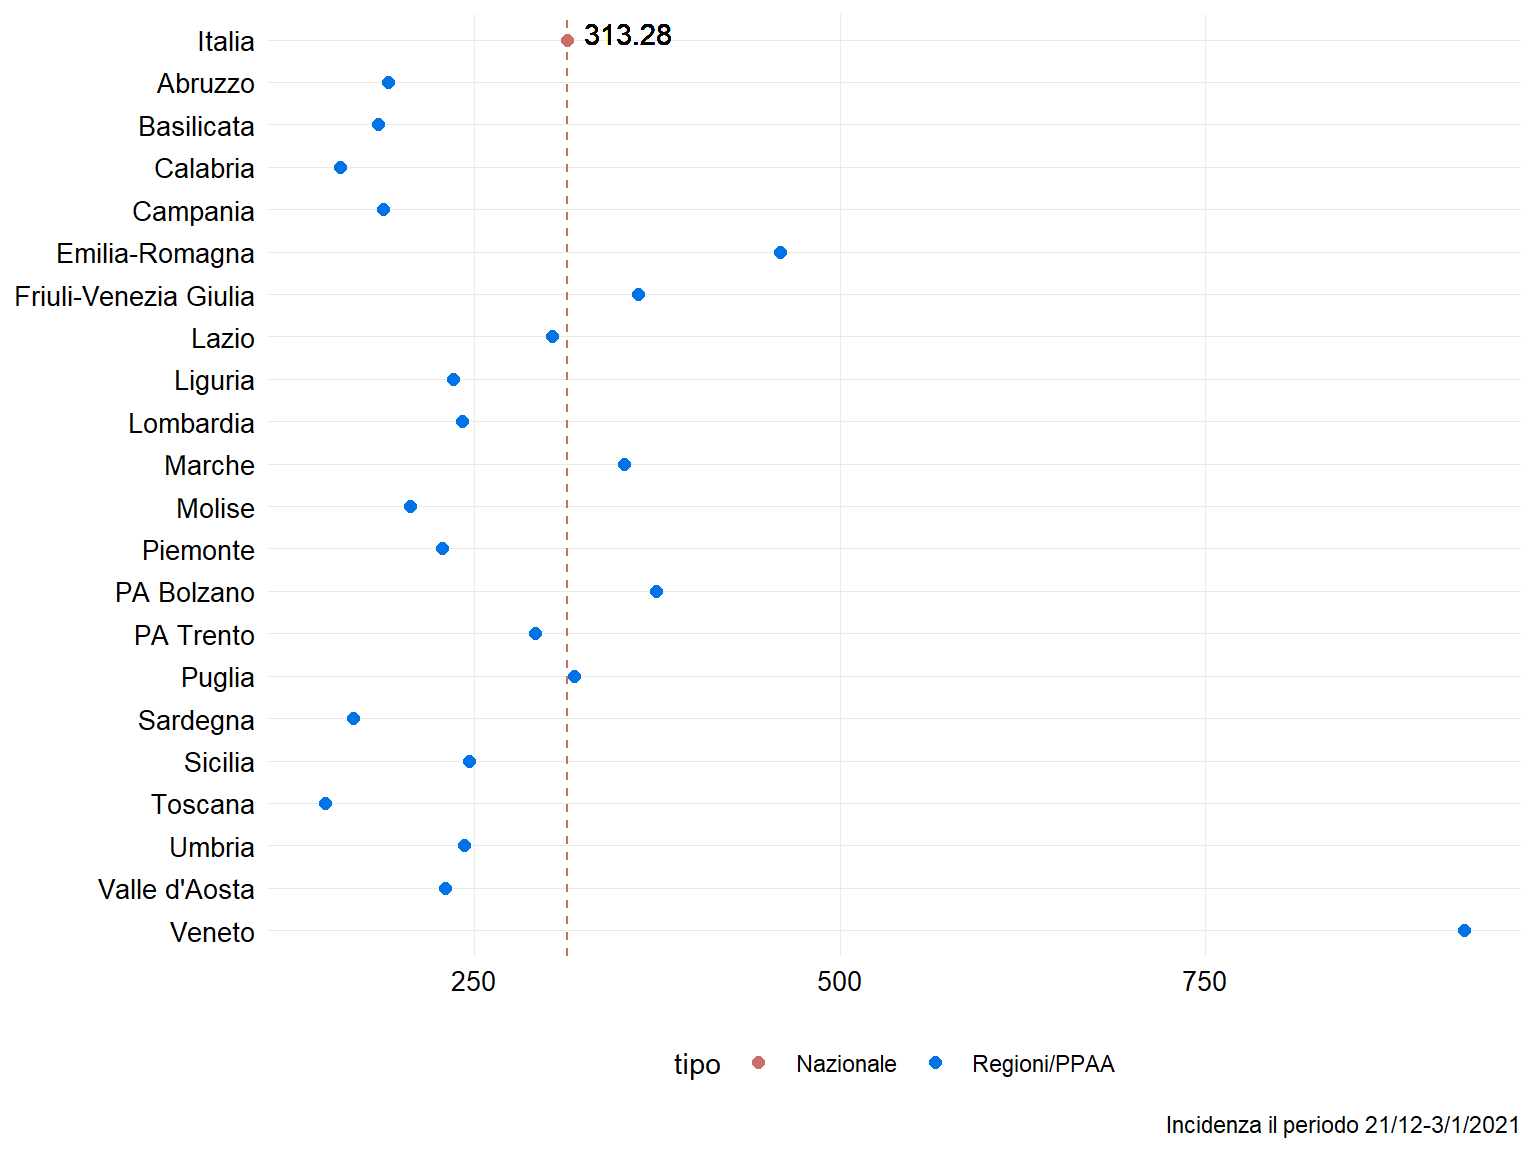 Italia
313.28
Abruzzo
Basilicata
Calabria
Campania
Emilia-Romagna
Friuli-Venezia Giulia
Lazio
Liguria
Lombardia
Marche
Molise
Piemonte
PA Bolzano
PA Trento
Puglia
Sardegna
Sicilia
Toscana
Umbria
Valle d'Aosta
Veneto
250 500 750
tipo Nazionale Regioni/PPAA
Incidenza il periodo 21/12-3/1/2021